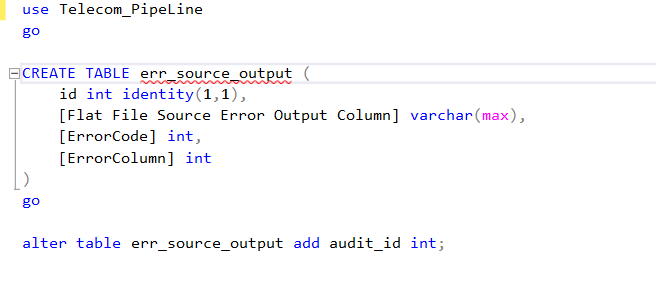 use Telecom_PipeLine
go
CREATE TABLE err_source_output (
id int identity(1,1),
[Flat File Source Error Output Column] varchar(max),
[ErrorCode] int,
[ErrorColumn] int
)
go
alter table err_source_output add audit_id int;